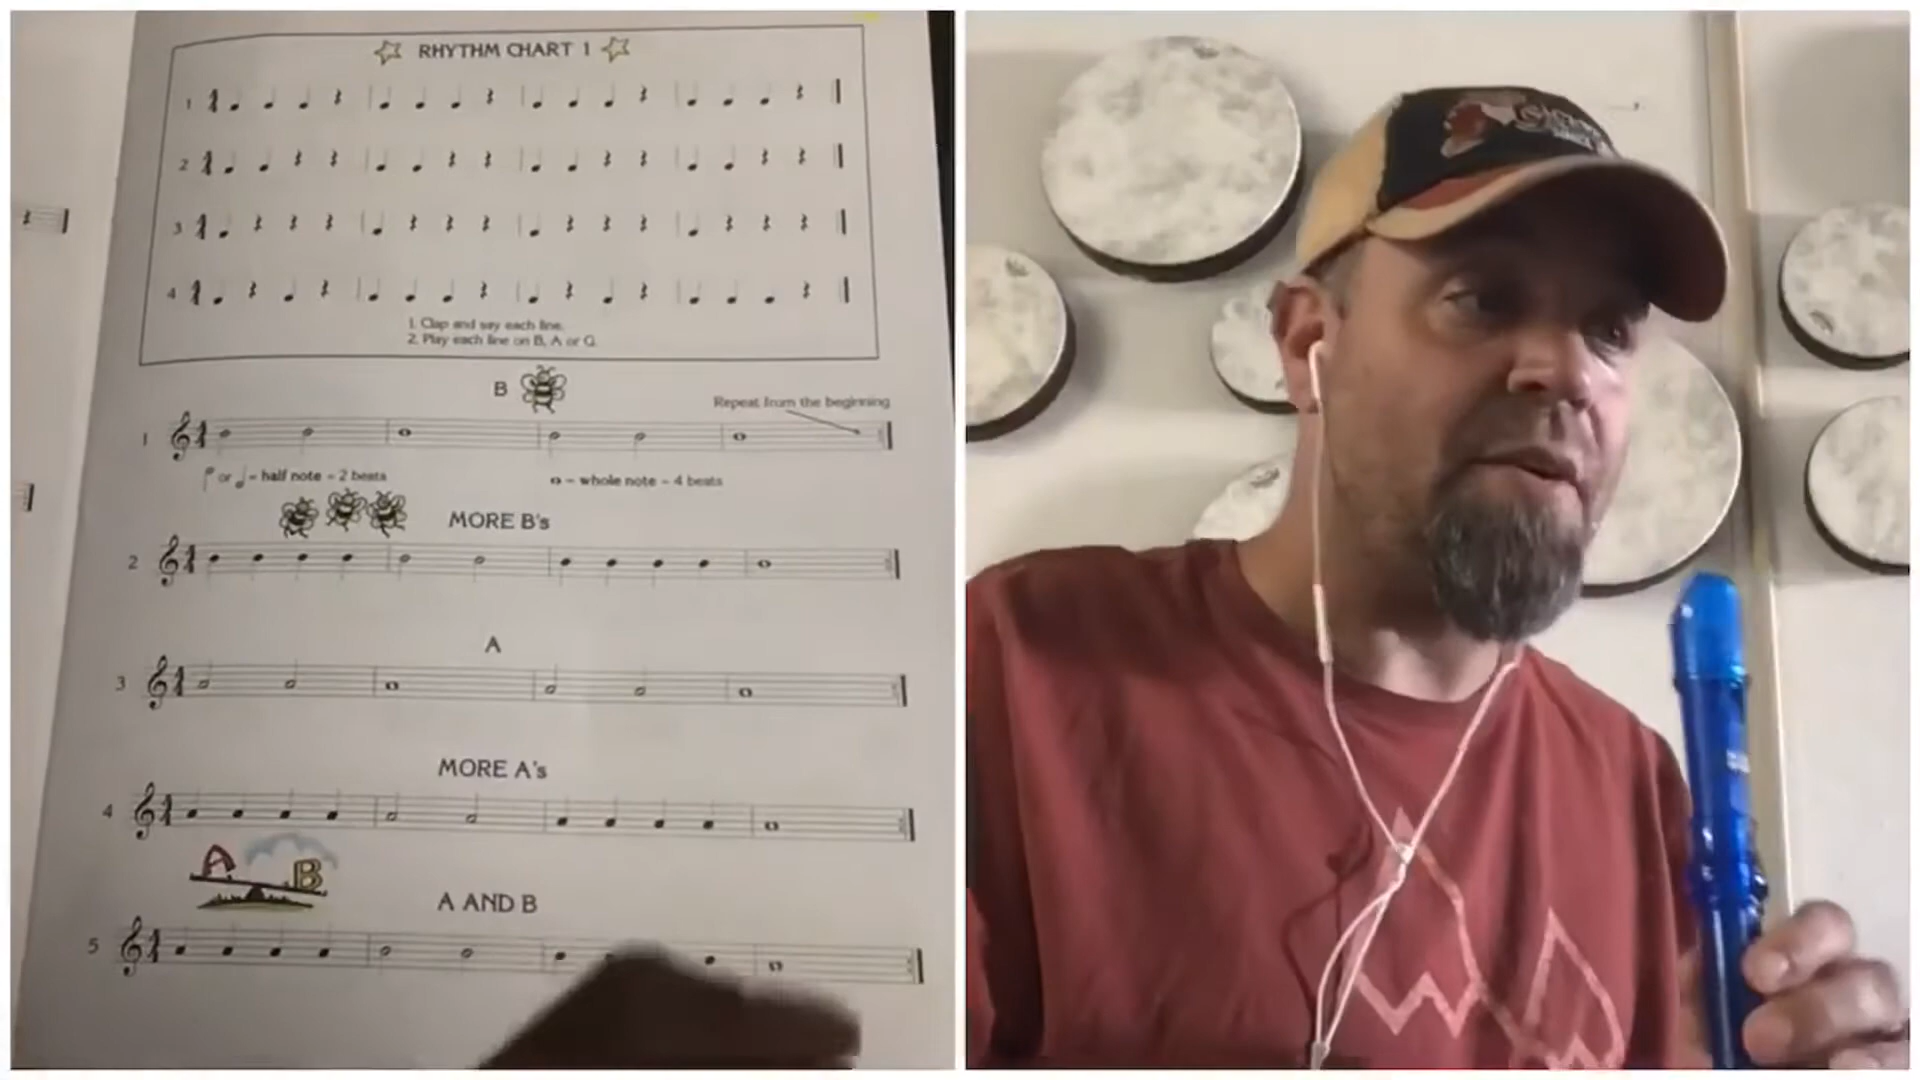 RHYTHM CHART 1
1
2
3
4
1. Clap and say each line.
2. Play each line on B, A or G.
B
Repeat from the beginning
1
or = half note - 2 beats
= whole note - 4 beats
MORE B's
2
A
3
MORE A's
4
A B
A AND B
5